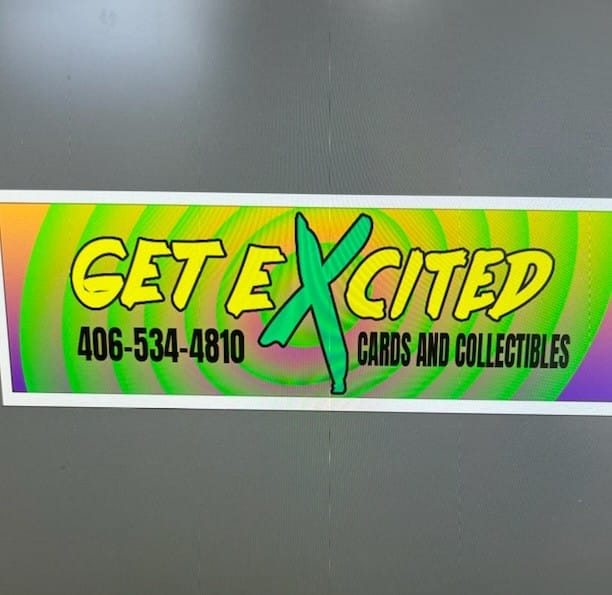 GET EXCITED
406-534-4810 CARDS AND COLLECTIBLES